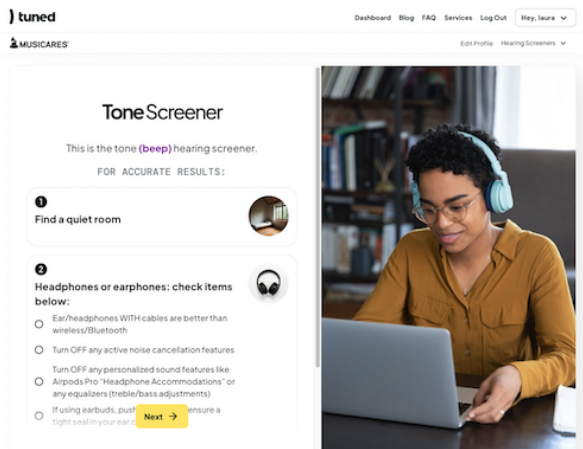 tuned
Dashboard Blog FAQ Services Log Out Hey, laura
MUSICARES
Edit Profile Hearing Screeners
Tone Screener
This is the tone (beep) hearing screener.
FOR ACCURATE RESULTS:
1
Find a quiet room
2
Headphones or earphones: check items
below:
Ear/headphones WITH cables are better than
wireless/Bluetooth
Turn OFF any active noise cancellation features
Turn OFF any personalized sound features like
Airpods Pro "Headphone Accommodations" or
any equalizers (treble/bass adjustments)
If using earbuds, push ensure a
tight seal in your ear
Next